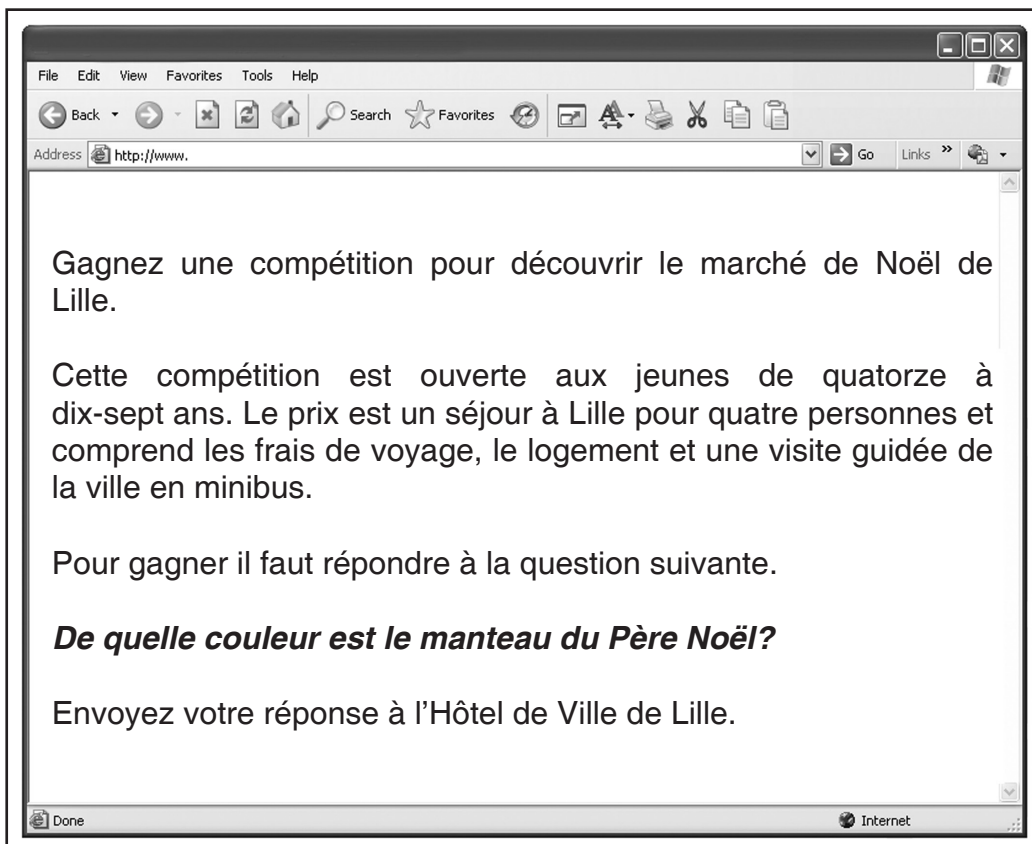 File Edit View Favorites Tools Help
Back Search Favorites
Address http://www. Go Links »
Gagnez une compétition pour découvrir le marché de Noël de
Lille.
Cette compétition est ouverte aux jeunes de quatorze à
dix-sept ans. Le prix est un séjour à Lille pour quatre personnes et
comprend les frais de voyage, le logement et une visite guidée de
la ville en minibus.
Pour gagner il faut répondre à la question suivante.
De quelle couleur est le manteau du Père Noël?
Envoyez votre réponse à l'Hôtel de Ville de Lille.
Done Internet